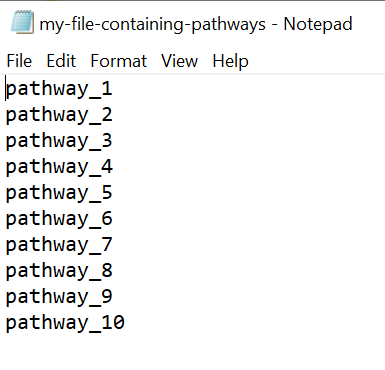 my-file-containing-pathways - Notepad
File Edit Format View Help
pathway_1
pathway_2
pathway_3
pathway_4
pathway_5
pathway_6
pathway_7
pathway_8
pathway_9
pathway_10